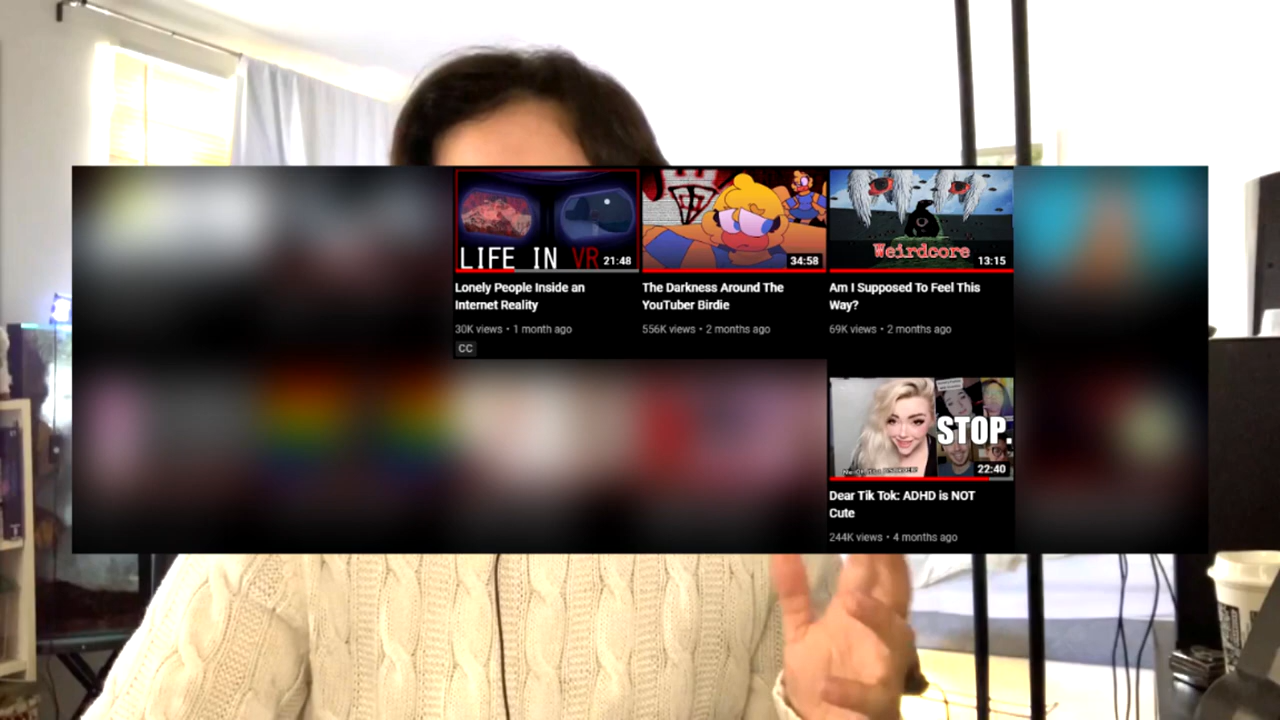 LIFE IN VR 21:48
34:58
Weirdcore 13:15
Lonely People Inside an
Internet Reality
30K views • 1 month ago
CC
The Darkness Around The
YouTuber Birdie
556K views • 2 months ago
Am I Supposed To Feel This
Way?
69K views • 2 months ago
STOP.
22:40
Dear Tik Tok: ADHD is NOT
Cute
244K views • 4 months ago